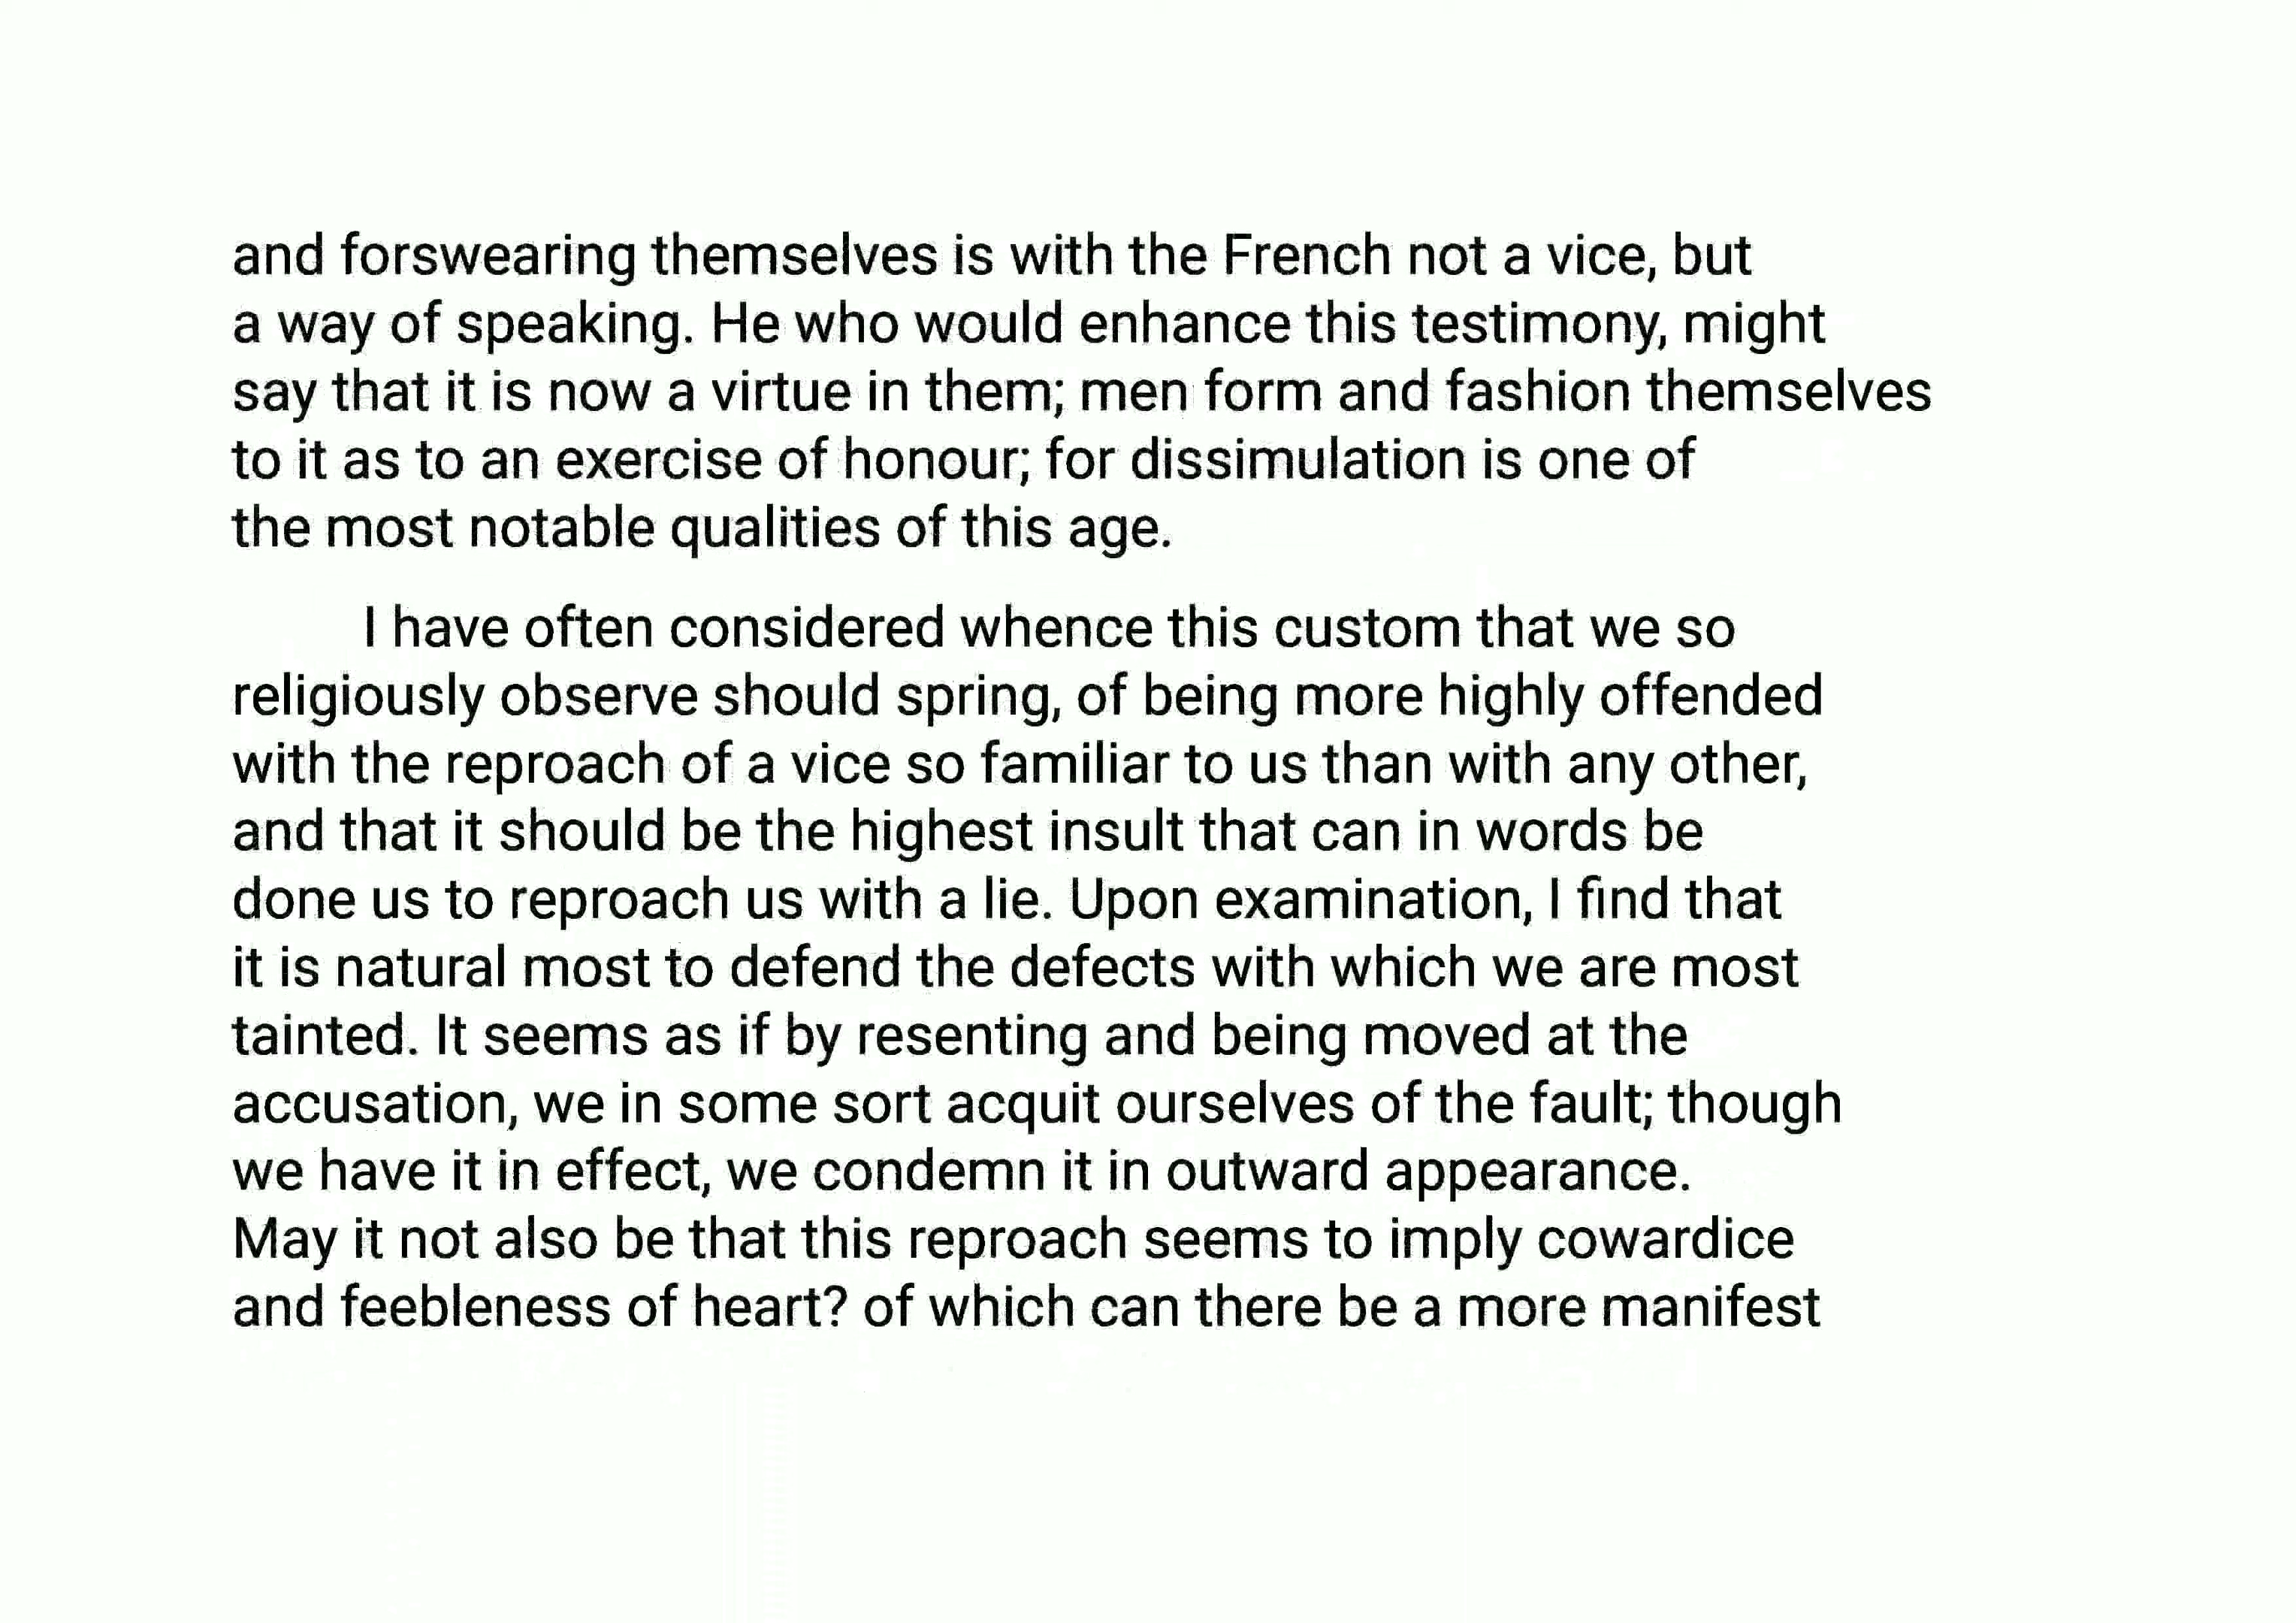 and forswearing themselves is with the French not a vice, but
a way of speaking. He who would enhance this testimony, might
say that it is now a virtue in them; men form and fashion themselves
to it as to an exercise of honour; for dissimulation is one of
the most notable qualities of this age.
I have often considered whence this custom that we so
religiously observe should spring, of being more highly offended
with the reproach of a vice so familiar to us than with any other,
and that it should be the highest insult that can in words be
done us to reproach us with a lie. Upon examination, I find that
it is natural most to defend the defects with which we are most
tainted. It seems as if by resenting and being moved at the
accusation, we in some sort acquit ourselves of the fault; though
we have it in effect, we condemn it in outward appearance.
May it not also be that this reproach seems to imply cowardice
and feebleness of heart? of which can there be a more manifest